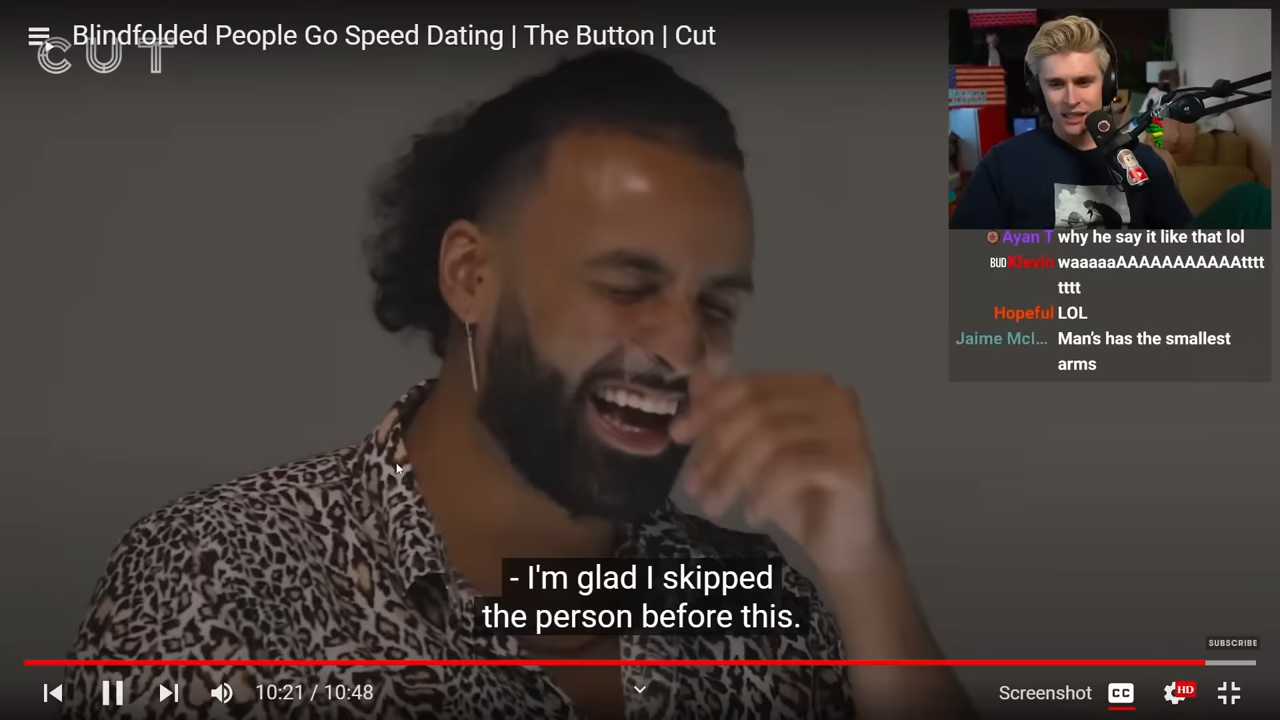 Blindfolded People Go Speed Dating | The Button | Cut
CUT
Ayan T why he say it like that lol
BUD Klevin waaaaaAAAAAAAAAAAtttt
tttt
Hopeful LOL
Jaime McI... Man's has the smallest
arms
- I'm glad I skipped
the person before this.
SUBSCRIBE
10:21 / 10:48
Screenshot
CC
HD